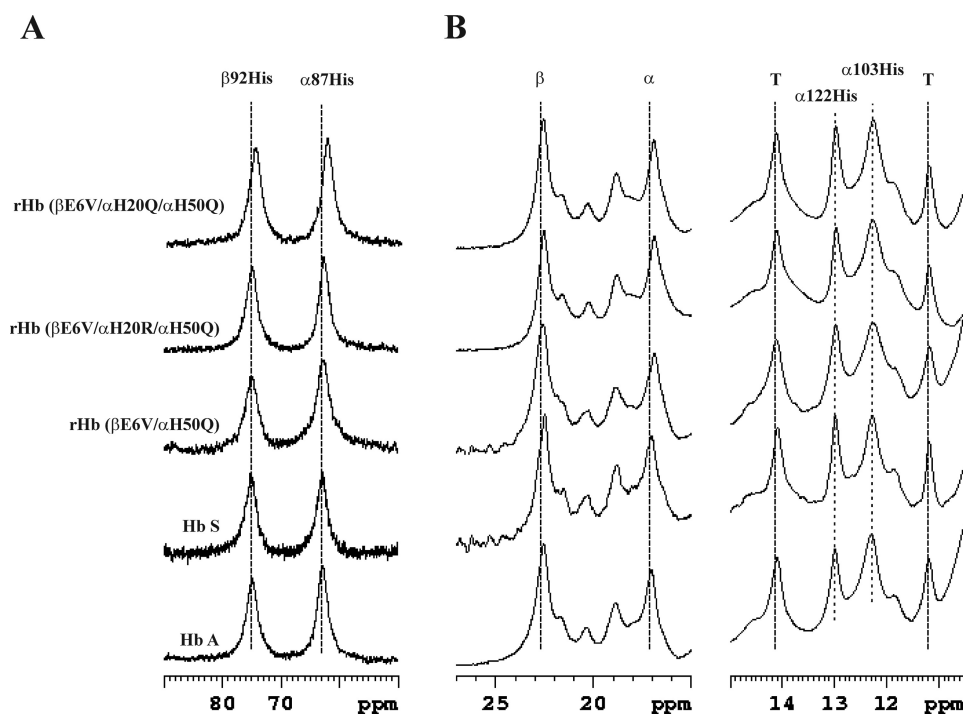 A
B
β92His
α87His
β
α
T
α122His
α103His
T
rHb (βE6V/αH20Q/αH50Q)
rHb (βE6V/αH20R/αH50Q)
rHb (βE6V/αH50Q)
Hb S
Hb A
80 70 ppm
25 20 ppm
14 13 12 ppm